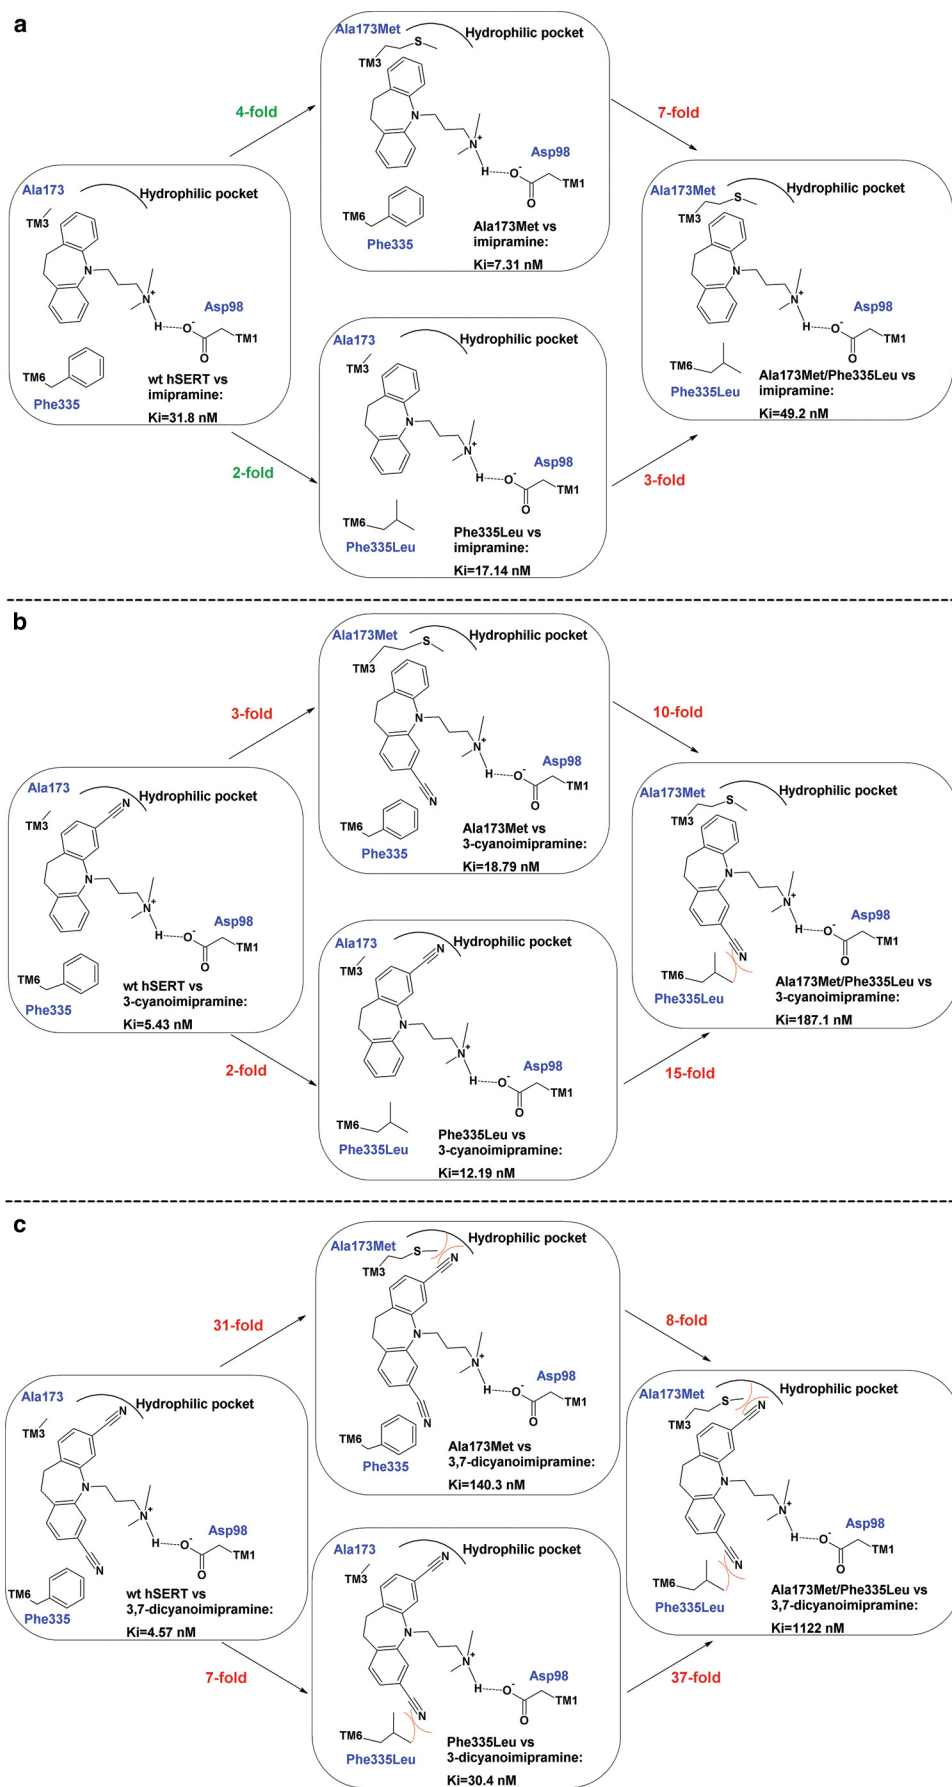 a
Ala173Met
Hydrophilic pocket
S
TM3
N
N
+
H
O
-
O
Asp98
TM1
TM6
Phe335
Ala173Met vs
imipramine:
Ki=7.31 nM
4-fold
7-fold
Ala173
Hydrophilic pocket
TM3
N
N
+
H
O
-
O
Asp98
TM1
TM6
Phe335
wt hSERT vs
imipramine:
Ki=31.8 nM
Ala173Met
Hydrophilic pocket
S
TM3
N
N
+
H
O
-
O
Asp98
TM1
TM6
Phe335Leu
Ala173Met/Phe335Leu vs
imipramine:
Ki=49.2 nM
2-fold
3-fold
Ala173
Hydrophilic pocket
TM3
N
N
+
H
O
-
O
Asp98
TM1
TM6
Phe335Leu
Phe335Leu vs
imipramine:
Ki=17.14 nM
b
Ala173Met
Hydrophilic pocket
S
TM3
N
N
+
H
O
-
O
Asp98
TM1
N
TM6
Phe335
Ala173Met vs
3-cyanoimipramine:
Ki=18.79 nM
3-fold
10-fold
Ala173
Hydrophilic pocket
N
TM3
N
N
+
H
O
-
O
Asp98
TM1
TM6
Phe335
wt hSERT vs
3-cyanoimipramine:
Ki=5.43 nM
Ala173Met
Hydrophilic pocket
S
TM3
N
N
+
H
O
-
O
Asp98
TM1
N
TM6
Phe335Leu
Ala173Met/Phe335Leu vs
3-cyanoimipramine:
Ki=187.1 nM
2-fold
15-fold
Ala173
Hydrophilic pocket
N
TM3
N
N
+
H
O
-
O
Asp98
TM1
TM6
Phe335Leu
Phe335Leu vs
3-cyanoimipramine:
Ki=12.19 nM
c
Ala173Met
Hydrophilic pocket
S
N
TM3
N
N
+
H
O
-
O
Asp98
TM1
N
TM6
Phe335
Ala173Met vs
3,7-dicyanoimipramine:
Ki=140.3 nM
31-fold
8-fold
Ala173
Hydrophilic pocket
N
TM3
N
N
+
H
O
-
O
Asp98
TM1
N
TM6
Phe335
wt hSERT vs
3,7-dicyanoimipramine:
Ki=4.57 nM
Ala173Met
Hydrophilic pocket
S
N
TM3
N
N
+
H
O
-
O
Asp98
TM1
N
TM6
Phe335Leu
Ala173Met/Phe335Leu vs
3,7-dicyanoimipramine:
Ki=1122 nM
7-fold
37-fold
Ala173
Hydrophilic pocket
N
TM3
N
N
+
H
O
-
O
Asp98
TM1
N
TM6
Phe335Leu
Phe335Leu vs
3-dicyanoimipramine:
Ki=30.4 nM